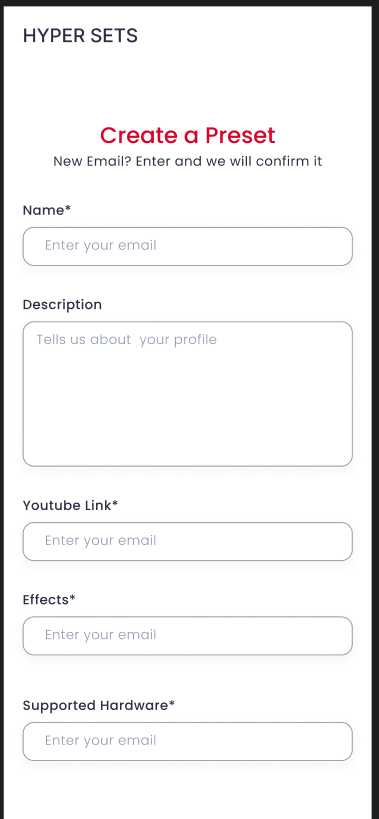 HYPER SETS
Create a Preset
New Email? Enter and we will confirm it
Name*
Enter your email
Description
Tells us about  your profile
Youtube Link*
Enter your email
Effects*
Enter your email
Supported Hardware*
Enter your email